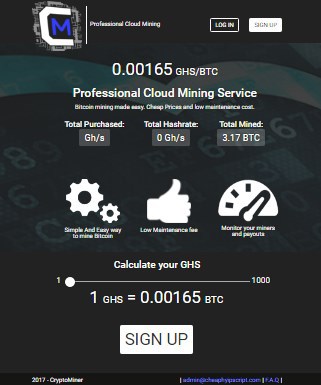 CM
Professional Cloud Mining
LOG IN
SIGN UP
0.00165 GHS/BTC
Professional Cloud Mining Service
Bitcoin mining made easy. Cheap Prices and low maintenance cost.
Total Purchased:
Total Hashrate:
Total Mined:
Gh/s
0 Gh/s
3.17 BTC
Simple And Easy way
to mine Bitcoin
Low Maintenance fee
Monitor your miners
and payouts
Calculate your GHS
1
1000
1 GHS = 0.00165 BTC
SIGN UP
2017 - CryptoMiner
| admin@cheaphyipscript.com | F.A.Q |